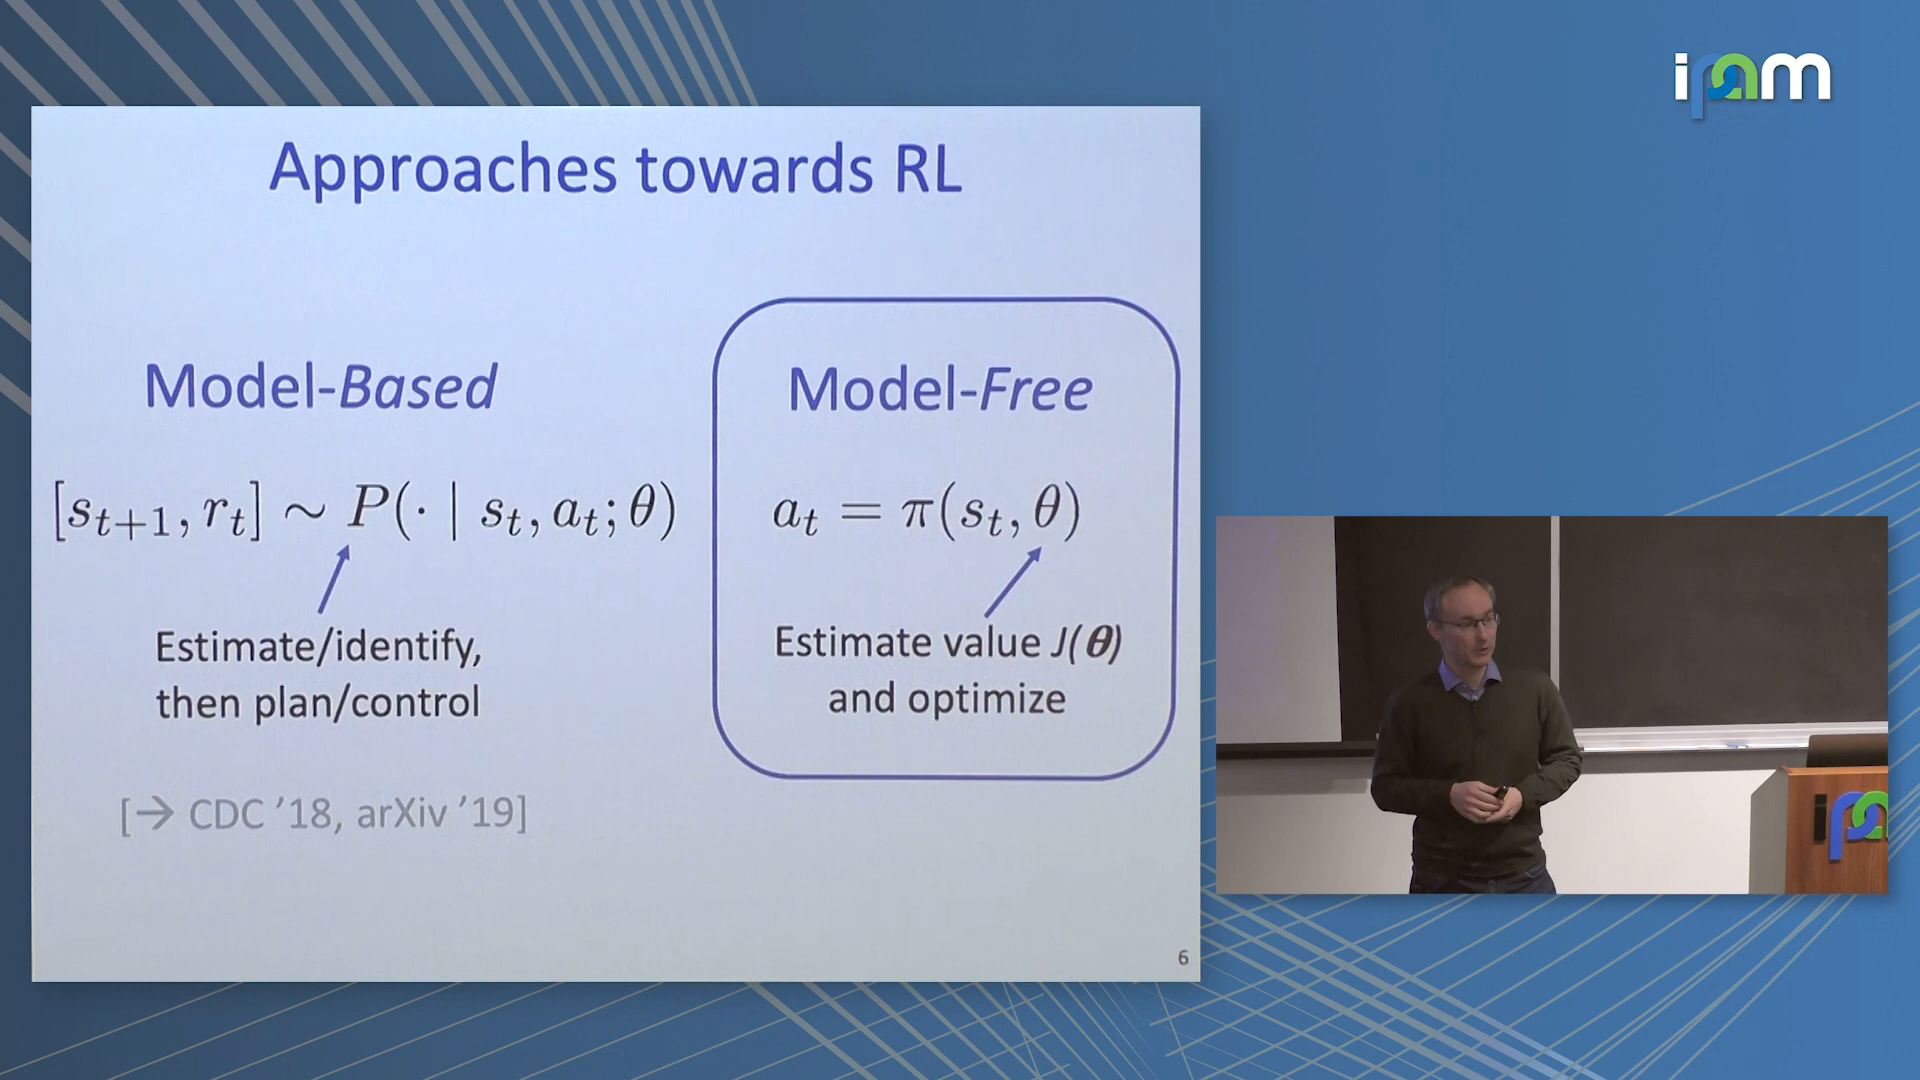 ipam
Approaches towards RL
Model-Based
[s_{t+1}, r_t] ∼ P(· | s_t, a_t; θ)
Estimate/identify,
then plan/control
[→ CDC ’18, arXiv ’19]
Model-Free
a_t = π(s_t, θ)
Estimate value J(θ)
and optimize
6